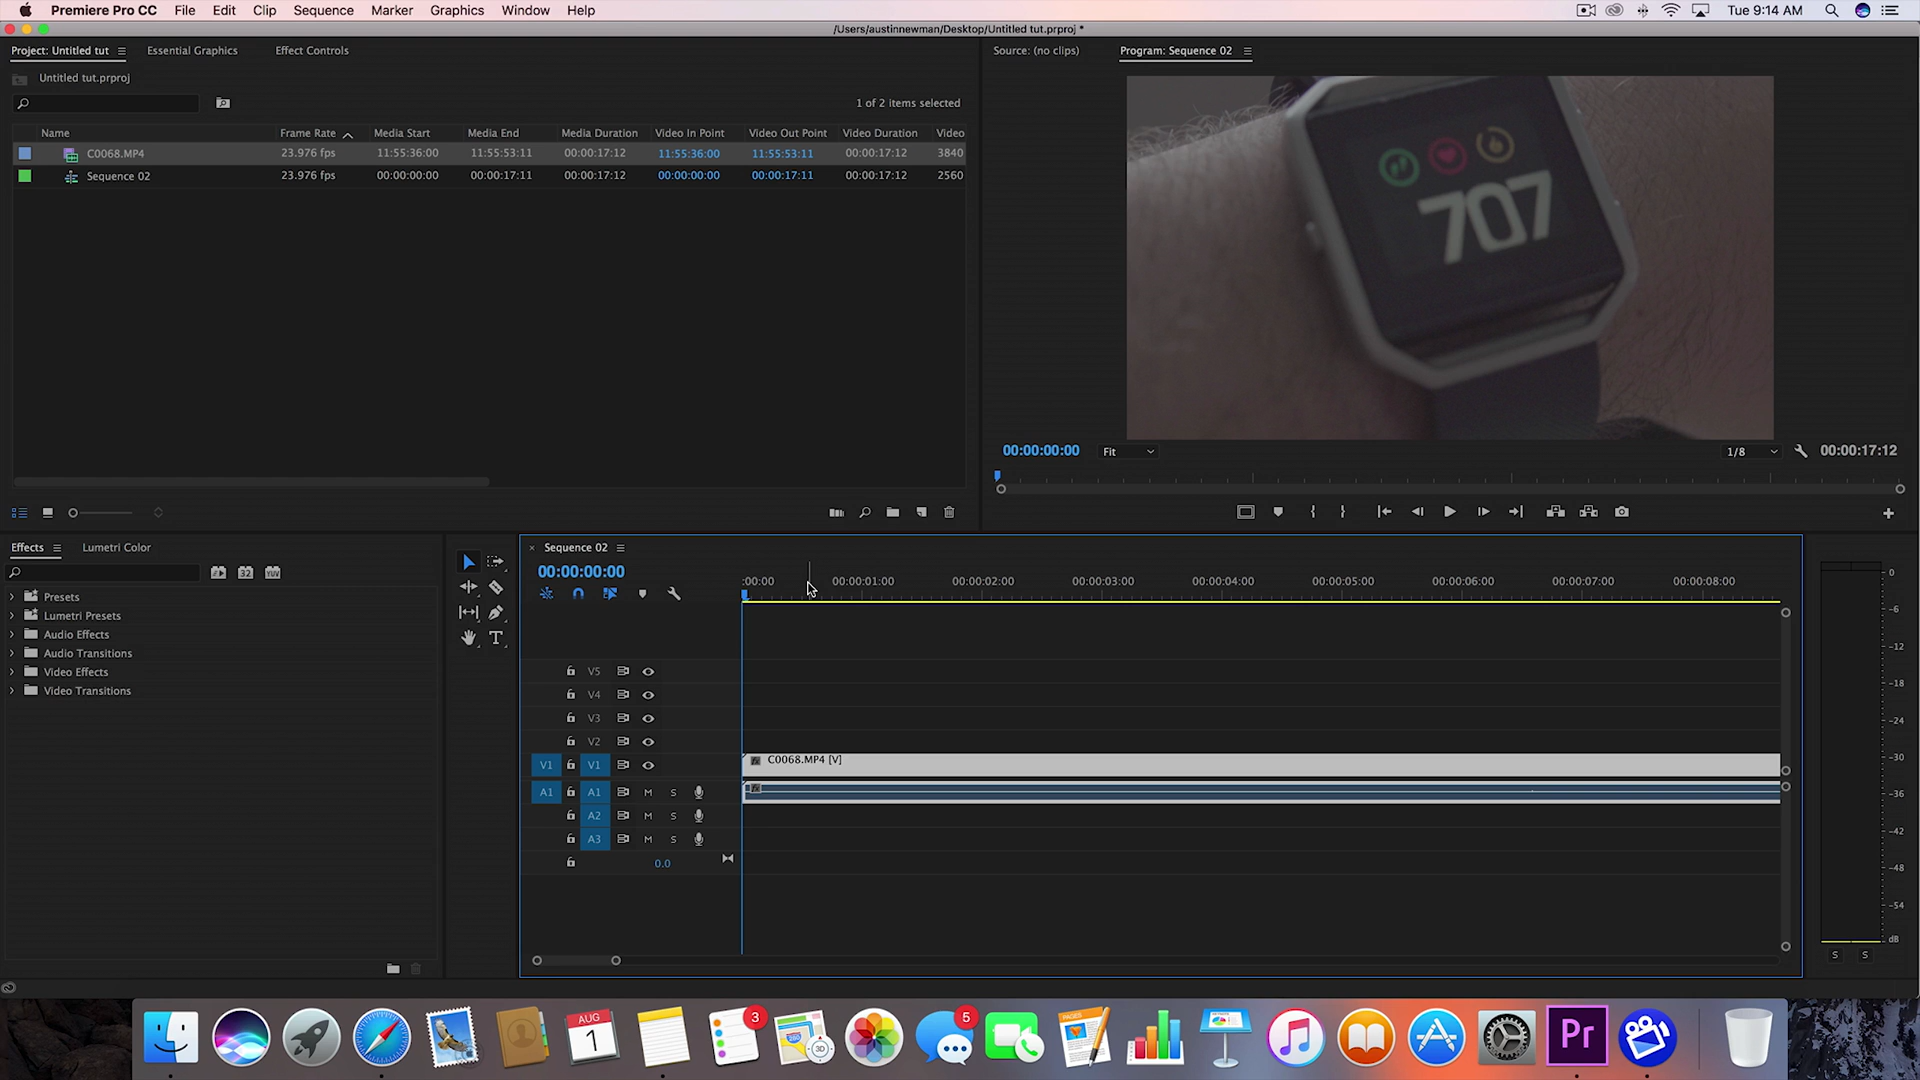 Premiere Pro CC File Edit Clip Sequence Marker Graphics Window Help Tue 9:14 AM
/Users/austinnewman/Desktop/Untitled tut.prproj *
Project: Untitled tut Essential Graphics Effect Controls
Source: (no clips) Program: Sequence 02
Untitled tut.prproj
1 of 2 items selected
Name Frame Rate Media Start Media End Media Duration Video In Point Video Out Point Video Duration Video
C0068.MP4 23.976 fps 11:55:36:00 11:55:53:11 00:00:17:12 11:55:36:00 11:55:53:11 00:00:17:12 3840
Sequence 02 23.976 fps 00:00:00:00 00:00:17:11 00:00:17:12 00:00:00:00 00:00:17:11 00:00:17:12 2560
707
00:00:00:00 Fit 1/8 00:00:17:12
Effects Lumetri Color
32 YUV
Presets
Lumetri Presets
Audio Effects
Audio Transitions
Video Effects
Video Transitions
× Sequence 02
00:00:00:00
:00:00 00:00:01:00 00:00:02:00 00:00:03:00 00:00:04:00 00:00:05:00 00:00:06:00 00:00:07:00 00:00:08:00
T
V5
V4
V3
V2
V1 V1 C0068.MP4 [V]
fx
A1 A1 M S
fx
A2 M S
A3 M S
0.0
0
-6
-12
-18
-24
-30
-36
-42
-48
-54
dB
S S
AUG
1
3
280
3D
5
PAGES
KEYNOTE
Pr